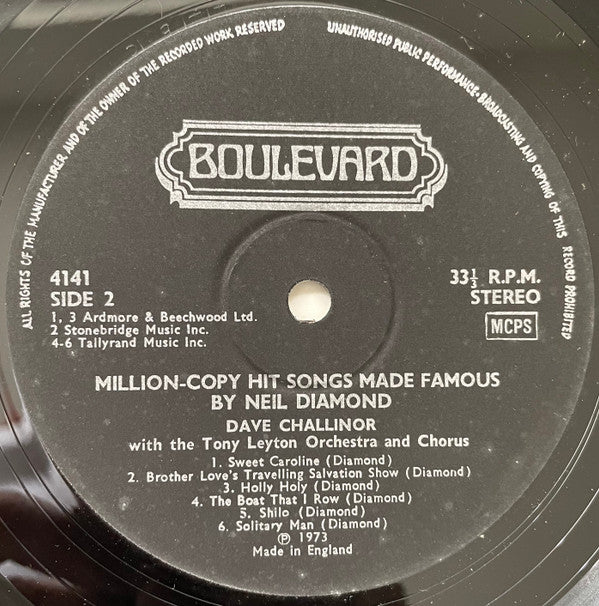 ALL RIGHTS OF THE MANUFACTURER AND OF THE OWNER OF THE RECORDED WORK RESERVED
UNAUTHORISED PUBLIC PERFORMANCE · BROADCASTING AND COPYING OF THIS RECORD PROHIBITED
BOULEVARD
4141
SIDE 2
33⅓ R.P.M.
STEREO
1, 3 Ardmore & Beechwood Ltd.
2 Stonebridge Music Inc.
4-6 Tallyrand Music Inc.
MCPS
MILLION-COPY HIT SONGS MADE FAMOUS
BY NEIL DIAMOND
DAVE CHALLINOR
with the Tony Leyton Orchestra and Chorus
1. Sweet Caroline (Diamond)
2. Brother Love's Travelling Salvation Show (Diamond)
3. Holly Holy (Diamond)
4. The Boat That I Row (Diamond)
5. Shilo (Diamond)
6. Solitary Man (Diamond)
Ⓟ 1973
Made in England